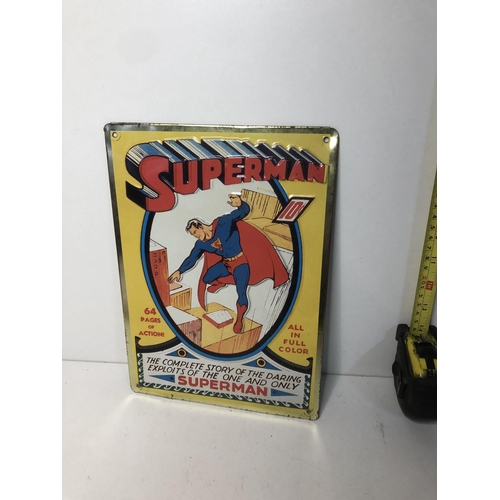 SUPERMAN
10¢
64
PAGES
OF
ACTION!
ALL
IN
FULL
COLOR
THE COMPLETE STORY OF THE DARING
EXPLOITS OF THE ONE AND ONLY
SUPERMAN